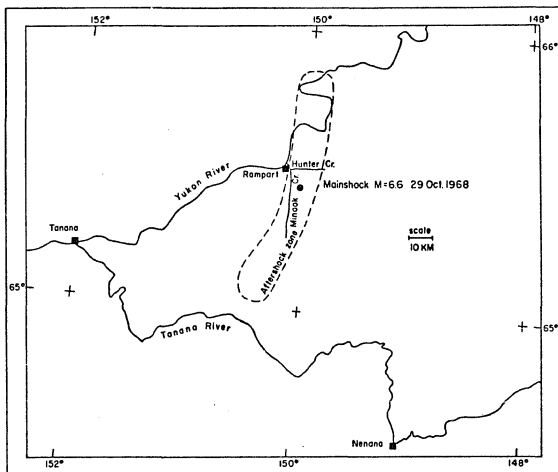 152°
150°
148°
66°
Yukon River
Rampart
Hunter Cr.
Minook Cr.
Mainshock M=6.6 29 Oct. 1968
Aftershock zone
Tanana
scale
10 KM
65°
Tanana River
65°
Nenana
152°
150°
148°